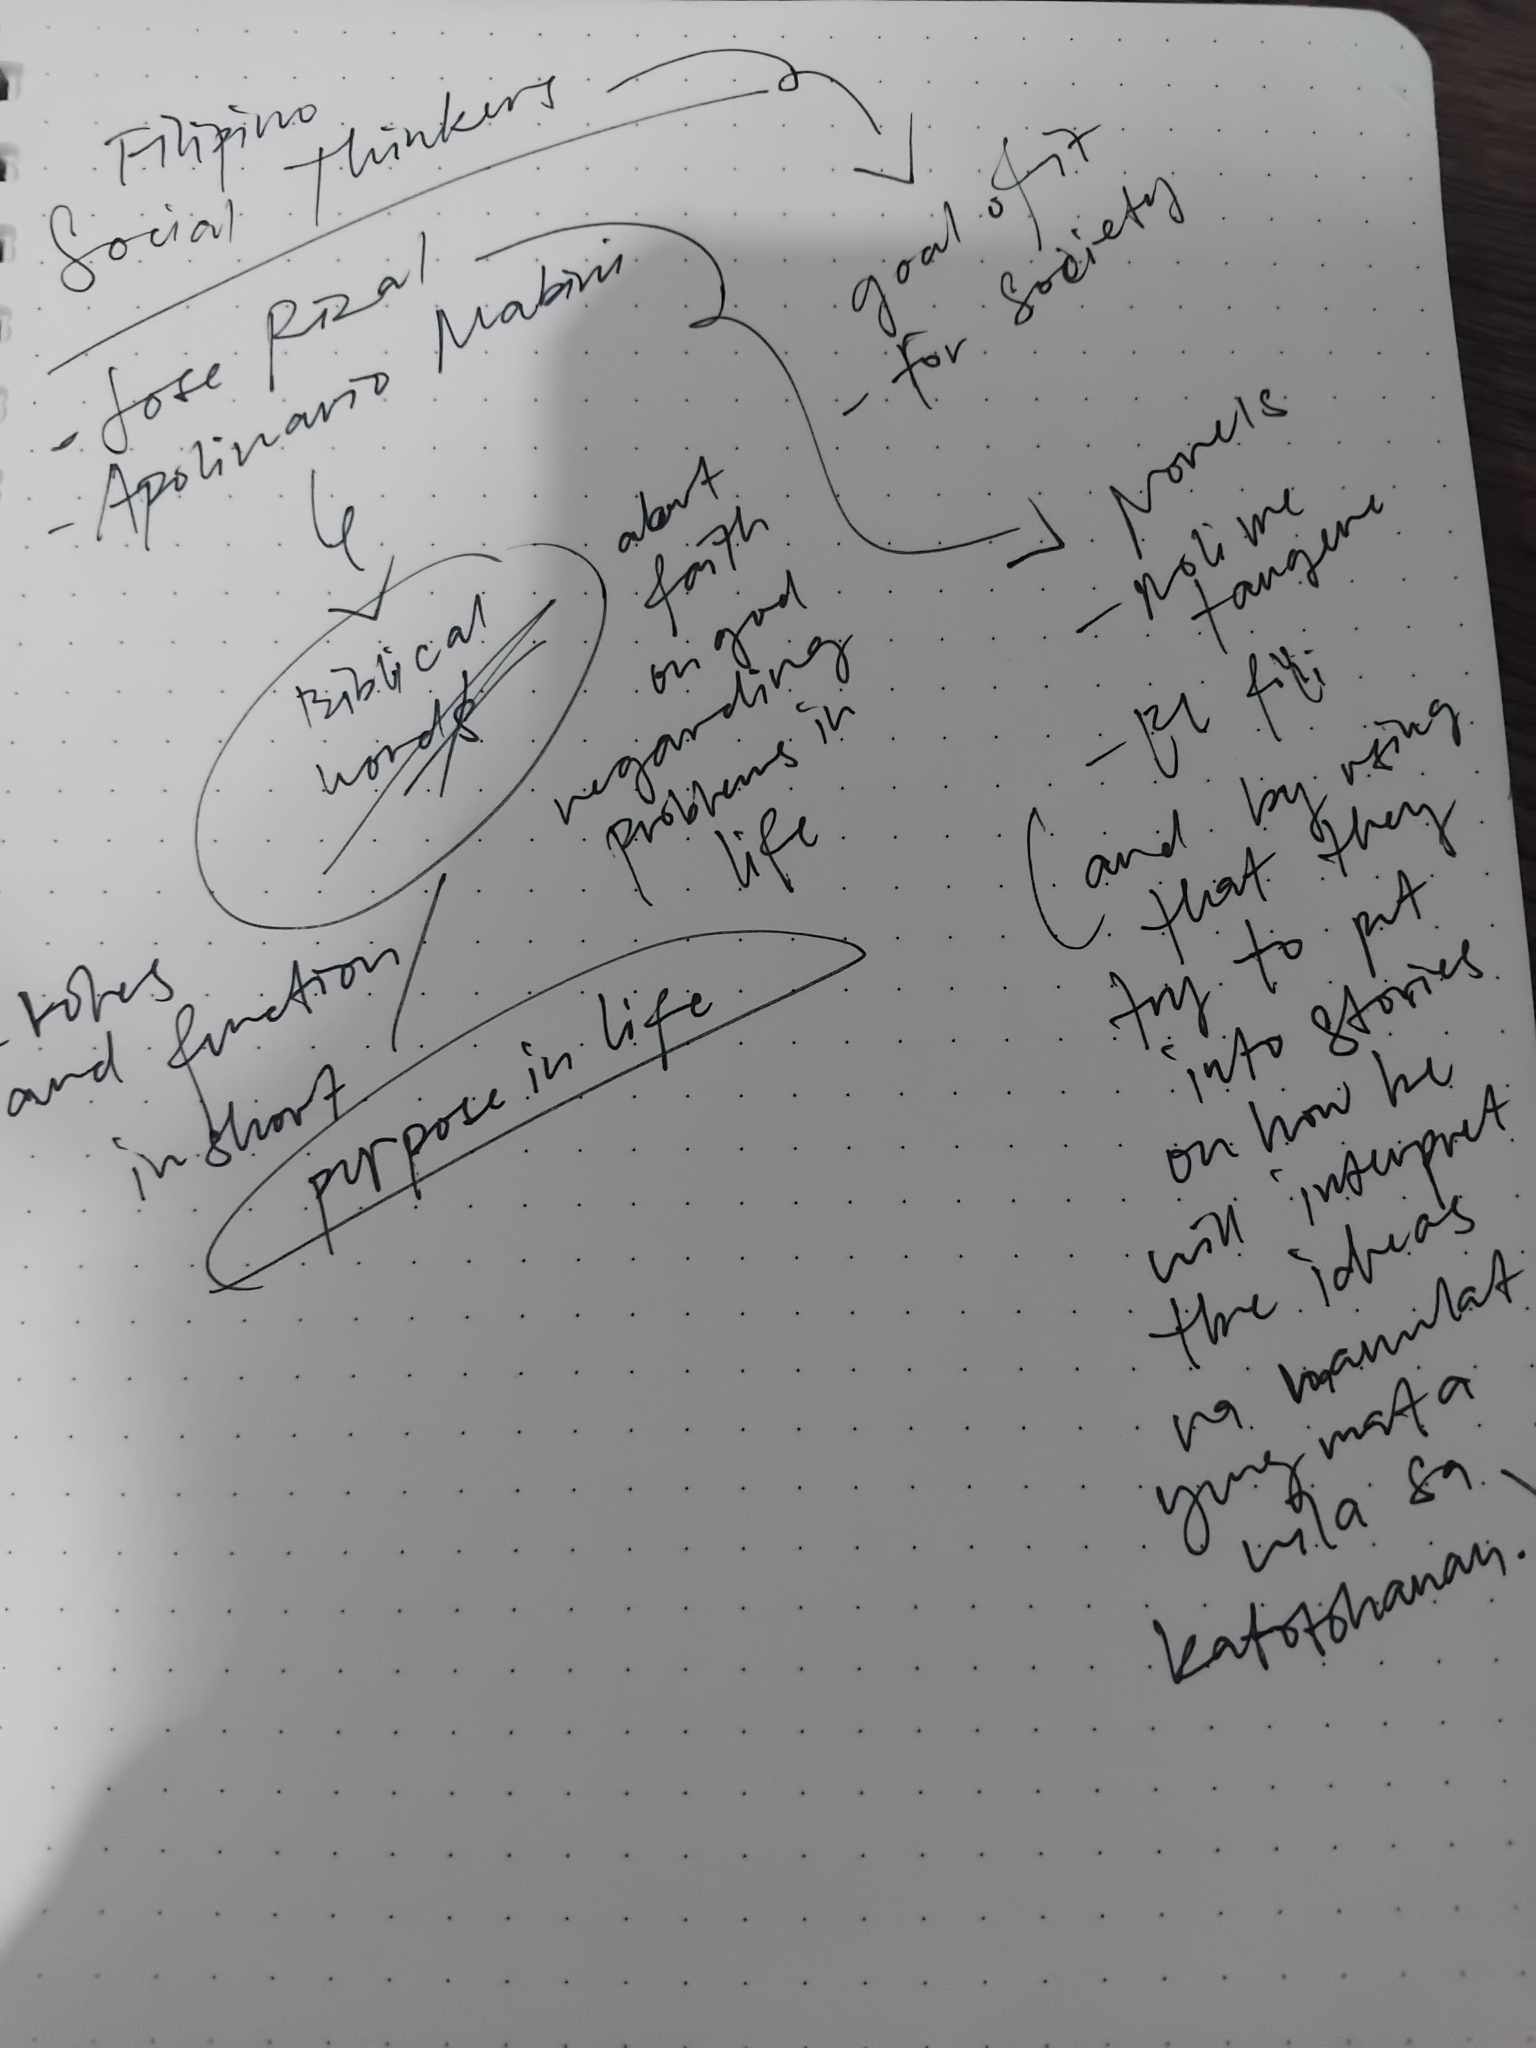 Filipino
Social Thinkers
goal of it
- for society
- Jose Rizal
- Apolinario Mabini
Novels
- Noli me
tangere
- El fili
(and by using
that they
try to put
into stories
on how he
will interpret
the ideas
na mamulat
yung mata
nila sa
katotohanan.
Biblical
words
about
faith
on god
regarding
problems in
life
- roles
and function
in short
purpose in life